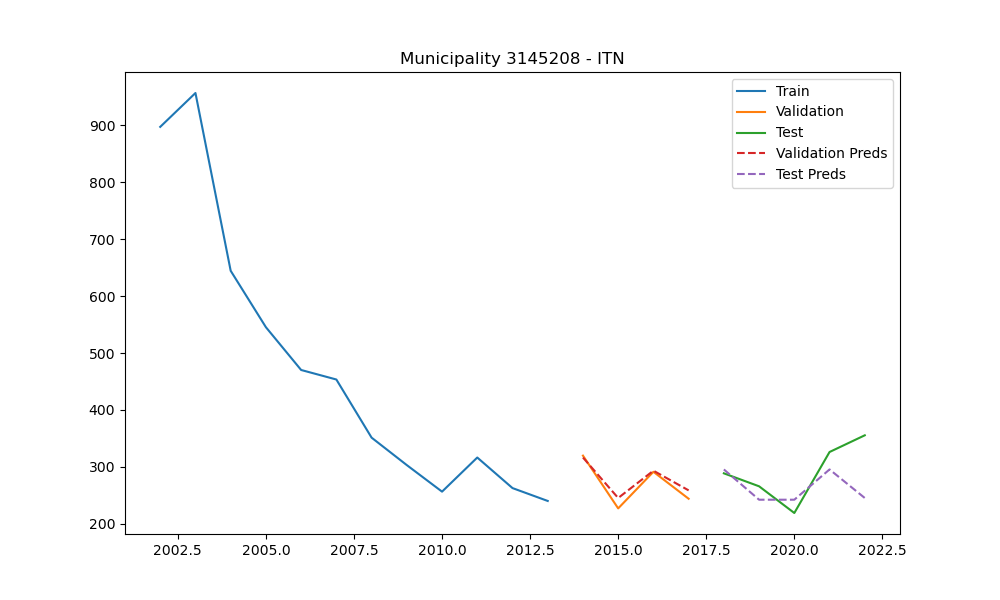 Municipality 3145208 - ITN
Train
Validation
Test
Validation Preds
Test Preds
900
800
700
600
500
400
300
200
2002.5 2005.0 2007.5 2010.0 2012.5 2015.0 2017.5 2020.0 2022.5